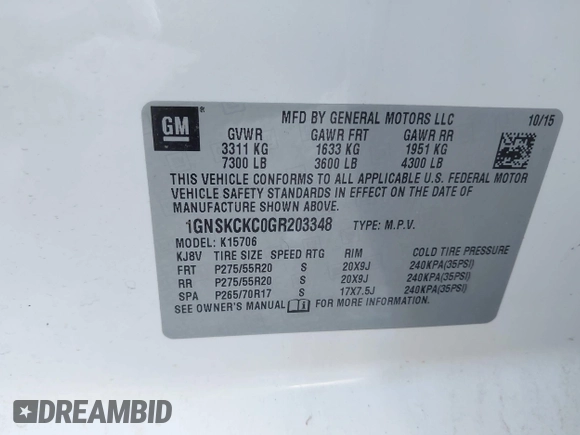 GM
MFD BY GENERAL MOTORS LLC
10/15
GVWR GAWR FRT GAWR RR
3311 KG 1633 KG 1951 KG
7300 LB 3600 LB 4300 LB
THIS VEHICLE CONFORMS TO ALL APPLICABLE U.S. FEDERAL MOTOR
VEHICLE SAFETY STANDARDS IN EFFECT ON THE DATE OF
MANUFACTURE SHOWN ABOVE.
1GNSKCKC0GR203348 TYPE: M.P.V.
MODEL: K15706
KJ8V TIRE SIZE SPEED RTG RIM COLD TIRE PRESSURE
FRT P275/55R20 S 20X9J 240KPA(35PSI)
RR P275/55R20 S 20X9J 240KPA(35PSI)
SPA P265/70R17 S 17X7.5J 240KPA(35PSI)
SEE OWNER'S MANUAL FOR MORE INFORMATION.
DREAMBID